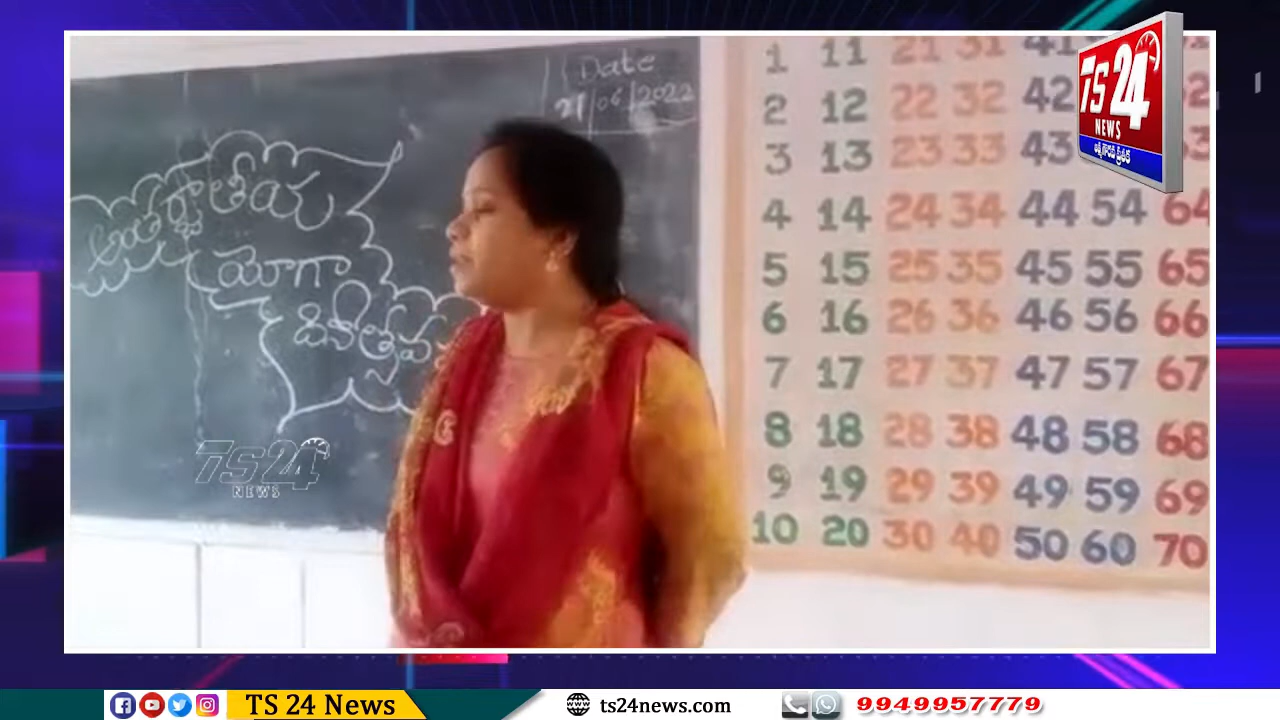 Date
21/06/2022
అంతర్జాతీయ
యోగా
దినోత్సవ
1 11 21 31 41
2 12 22 32 42
3 13 23 33 43
4 14 24 34 44 54 64
5 15 25 35 45 55 65
6 16 26 36 46 56 66
7 17 27 37 47 57 67
8 18 28 38 48 58 68
9 19 29 39 49 59 69
10 20 30 40 50 60 70
TS 24
NEWS
TS 24
NEWS
TS 24 News
ts24news.com
9949957779